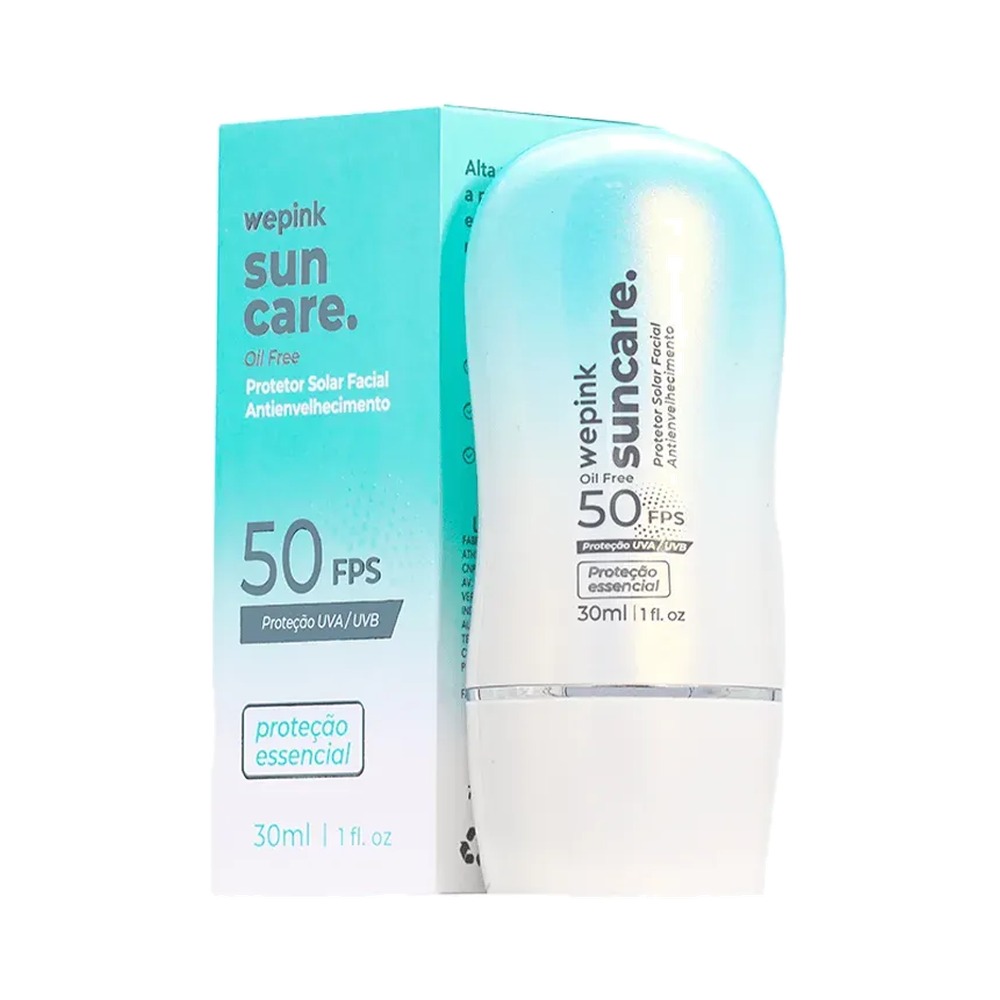 wepink
sun
care.
Oil Free
Protetor Solar Facial
Antienvelhecimento
50 FPS
Proteção UVA / UVB
proteção
essencial
30ml | 1 fl. oz
Alta
a
wepink
suncare.
Protetor Solar Facial
Antienvelhecimento
Oil Free
50 FPS
Proteção UVA / UVB
Proteção
essencial
30ml | 1 fl. oz